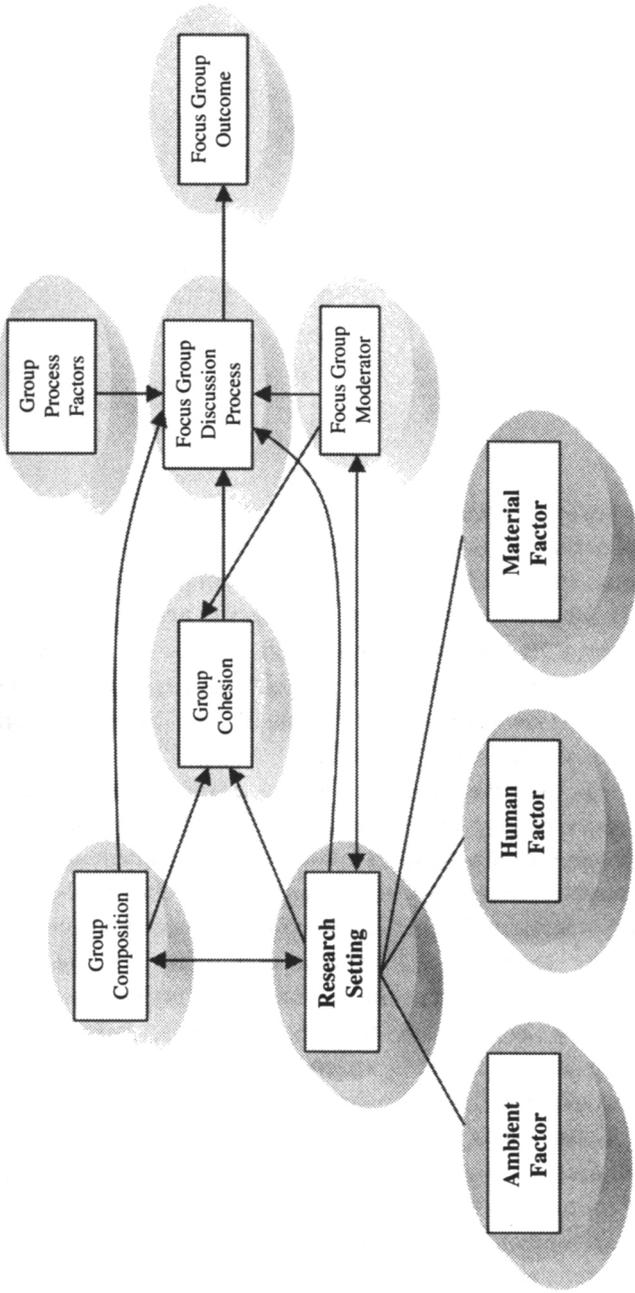 Group
Process
Factors
Focus Group
Outcome
Focus Group
Discussion
Process
Focus Group
Moderator
Group
Cohesion
Group
Composition
Research
Setting
Material
Factor
Human
Factor
Ambient
Factor